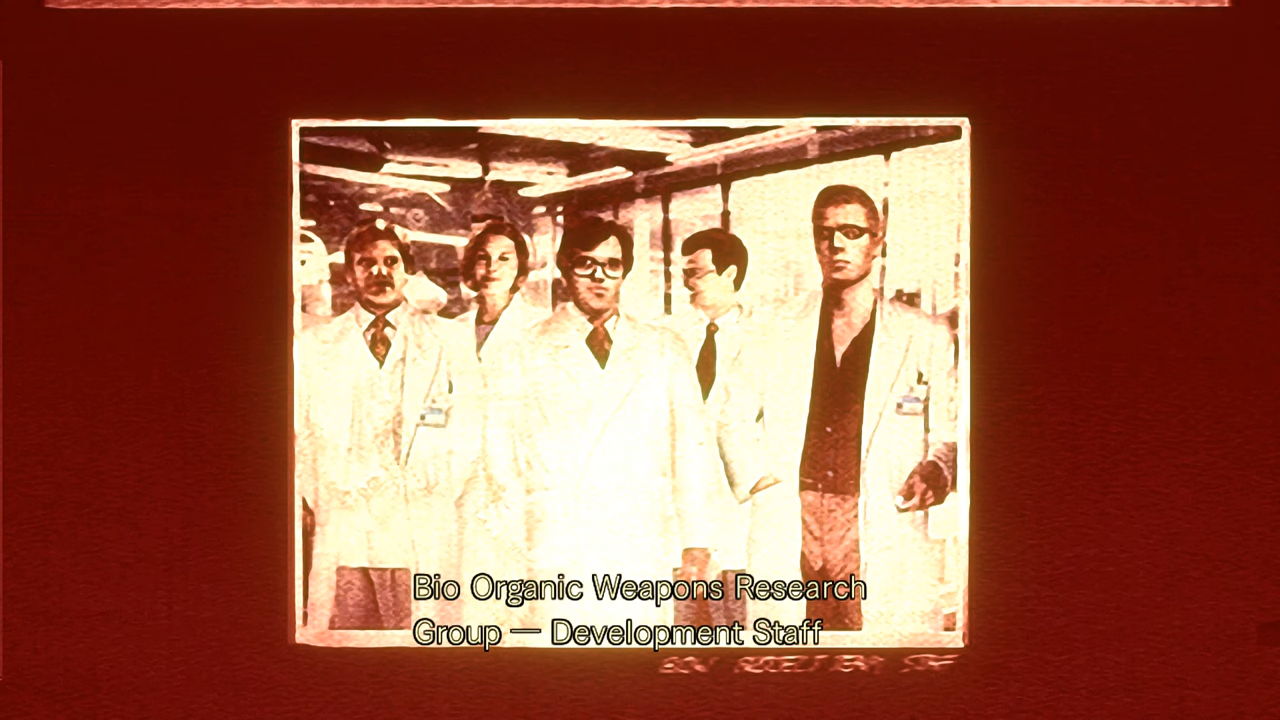 Bio Organic Weapons Research
Group — Development Staff